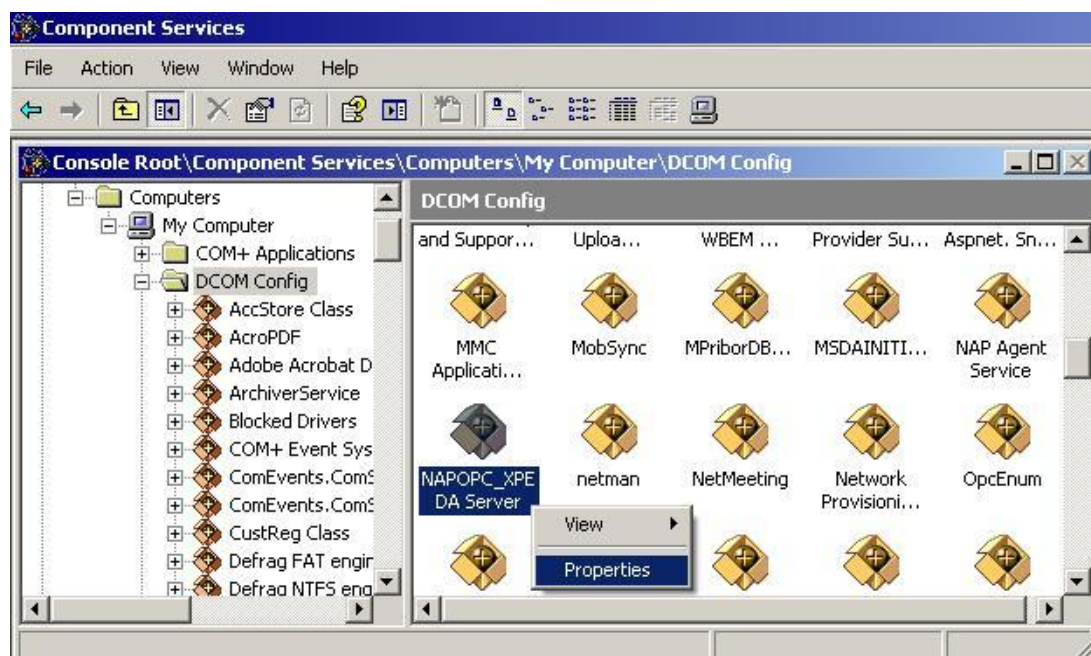 Component Services
File Action View Window Help
Console Root\Component Services\Computers\My Computer\DCOM Config
Computers
My Computer
COM+ Applications
DCOM Config
AccStore Class
AcroPDF
Adobe Acrobat D
ArchiverService
Blocked Drivers
COM+ Event Sys
ComEvents.ComS
ComEvents.ComS
CustReg Class
Defrag FAT engir
Defrag NTFS eng
DCOM Config
and Suppor... Uploa... WBEM ... Provider Su... Aspnet. Sn...
MMC Applicati... MobSync MPriborDB... MSDAINITI... NAP Agent Service
NAPOPC_XPE DA Server netman NetMeeting Network Provisioni... OpcEnum
View
Properties